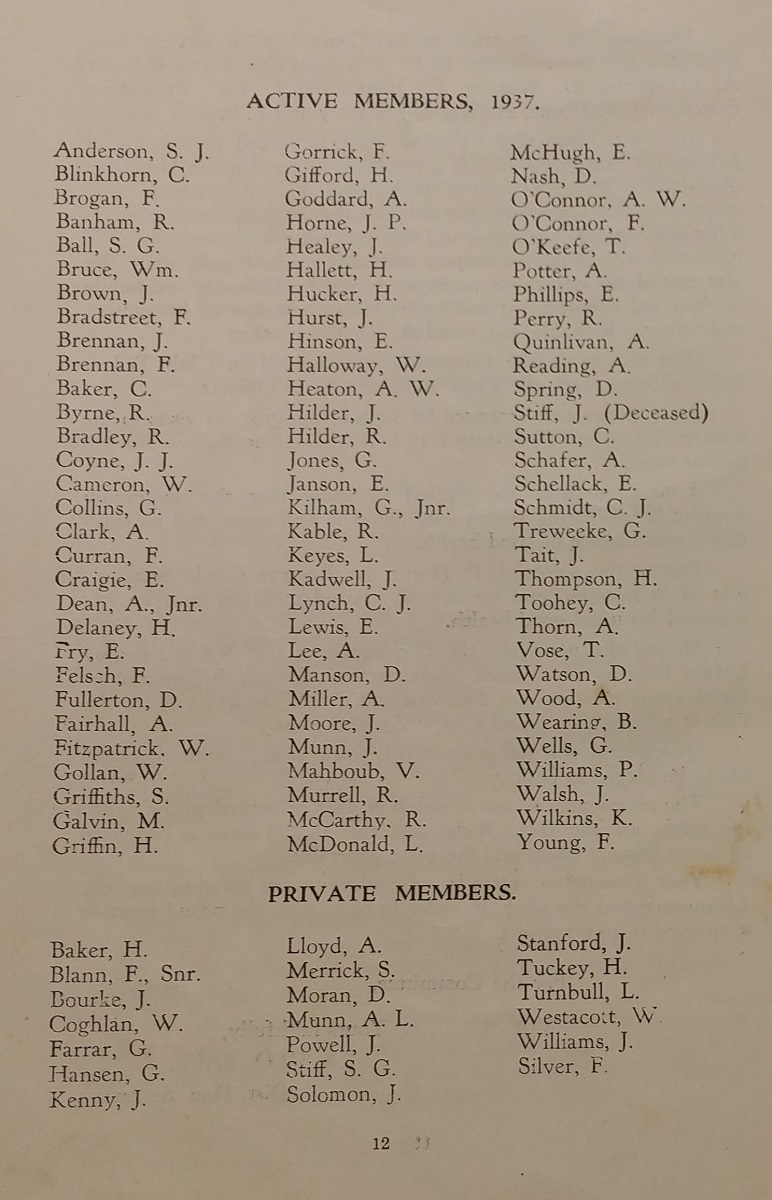 ACTIVE MEMBERS, 1937.
Anderson, S. J.
Blinkhorn, C.
Brogan, F.
Banham, R.
Ball, S. G.
Bruce, Wm.
Brown, J.
Bradstreet, F.
Brennan, J.
Brennan, F.
Baker, C.
Byrne, R.
Bradley, R.
Coyne, J. J.
Cameron, W.
Collins, G.
Clark, A.
Curran, F.
Craigie, E.
Dean, A., Jnr.
Delaney, H.
Fry, E.
Felsch, F.
Fullerton, D.
Fairhall, A.
Fitzpatrick, W.
Gollan, W.
Griffiths, S.
Galvin, M.
Griffin, H.
Gorrick, F.
Gifford, H.
Goddard, A.
Horne, J. P.
Healey, J.
Hallett, H.
Hucker, H.
Hurst, J.
Hinson, E.
Halloway, W.
Heaton, A. W.
Hilder, J.
Hilder, R.
Jones, G.
Janson, E.
Kilham, G., Jnr.
Kable, R.
Keyes, L.
Kadwell, J.
Lynch, C. J.
Lewis, E.
Lee, A.
Manson, D.
Miller, A.
Moore, J.
Munn, J.
Mahboub, V.
Murrell, R.
McCarthy, R.
McDonald, L.
McHugh, E.
Nash, D.
O'Connor, A. W.
O'Connor, F.
O'Keefe, T.
Potter, A.
Phillips, E.
Perry, R.
Quinlivan, A.
Reading, A.
Spring, D.
Stiff, J. (Deceased)
Sutton, C.
Schafer, A.
Schellack, E.
Schmidt, C. J.
Treweeke, G.
Tait, J.
Thompson, H.
Toohey, C.
Thorn, A.
Vose, T.
Watson, D.
Wood, A.
Wearing, B.
Wells, G.
Williams, P.
Walsh, J.
Wilkins, K.
Young, F.
PRIVATE MEMBERS.
Baker, H.
Blann, F., Snr.
Bourke, J.
Coghlan, W.
Farrar, G.
Hansen, G.
Kenny, J.
Lloyd, A.
Merrick, S.
Moran, D.
Munn, A. L.
Powell, J.
Stiff, S. G.
Solomon, J.
Stanford, J.
Tuckey, H.
Turnbull, L.
Westacott, W.
Williams, J.
Silver, F.
12